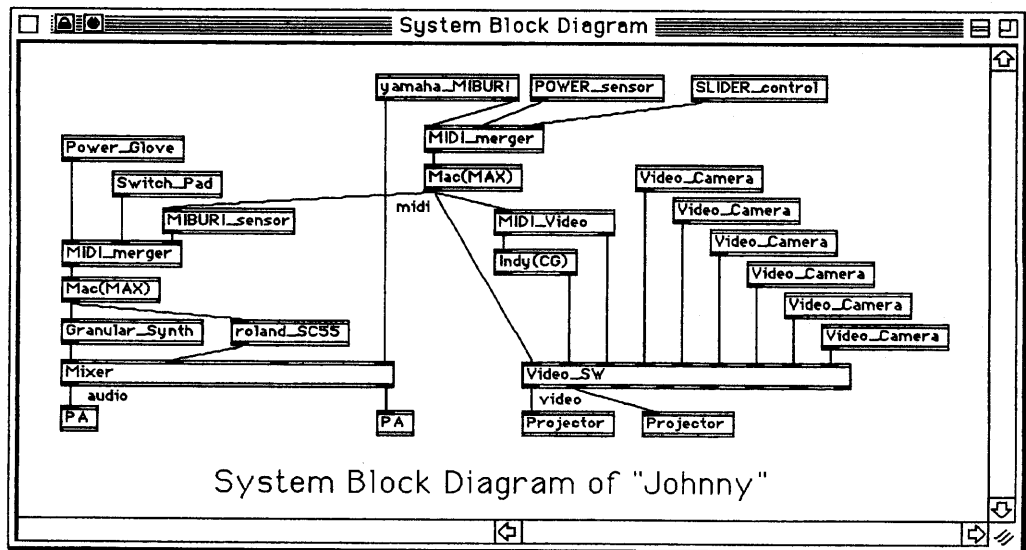 System Block Diagram
yamaha_MIBURI
POWER_sensor
SLIDER_control
MIDI_merger
Power_Glove
Mac(MAX)
Video_Camera
Switch_Pad
midi
MIBURI_sensor
MIDI_Video
Video_Camera
MIDI_merger
Indy(CG)
Video_Camera
Mac(MAX)
Video_Camera
Video_Camera
Granular_Synth
roland_SC55
Video_Camera
Mixer
Video_SW
audio
video
PA
PA
Projector
Projector
System Block Diagram of "Johnny"